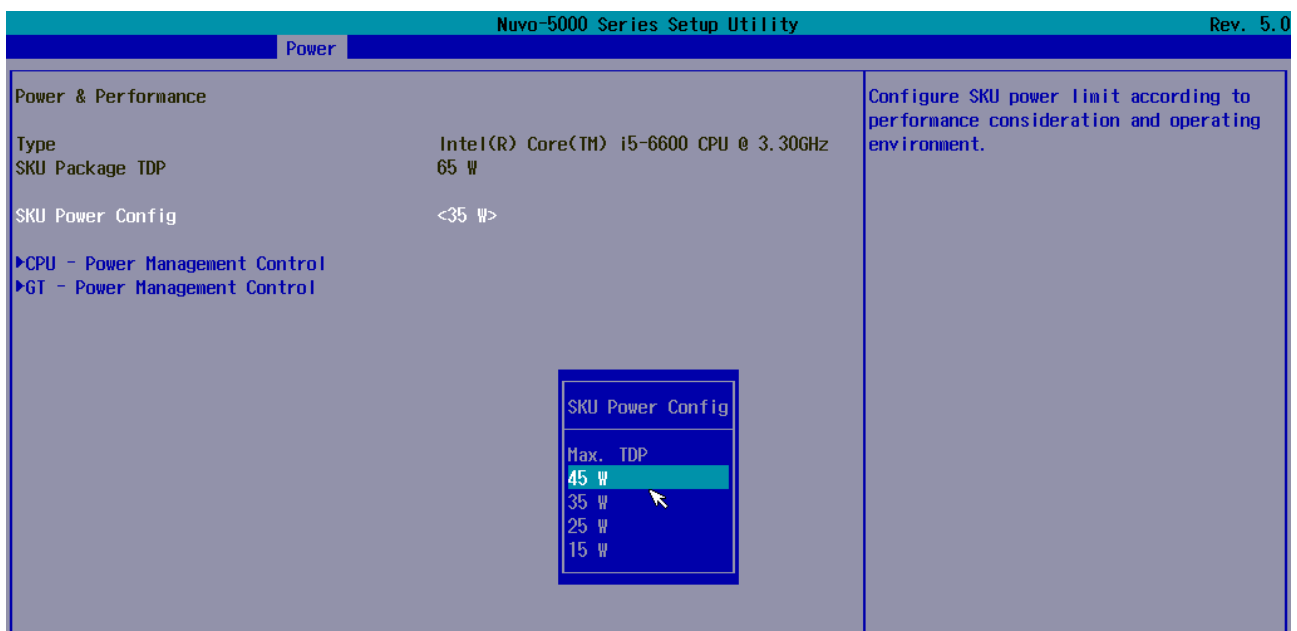 Nuvo-5000 Series Setup Utility Rev. 5.0
Power
Power & Performance
Type Intel(R) Core(TM) i5-6600 CPU @ 3.30GHz
SKU Package TDP 65 W
SKU Power Config <35 W>
▶CPU - Power Management Control
▶GT - Power Management Control
Configure SKU power limit according to
performance consideration and operating
environment.
SKU Power Config
Max. TDP
45 W
35 W
25 W
15 W